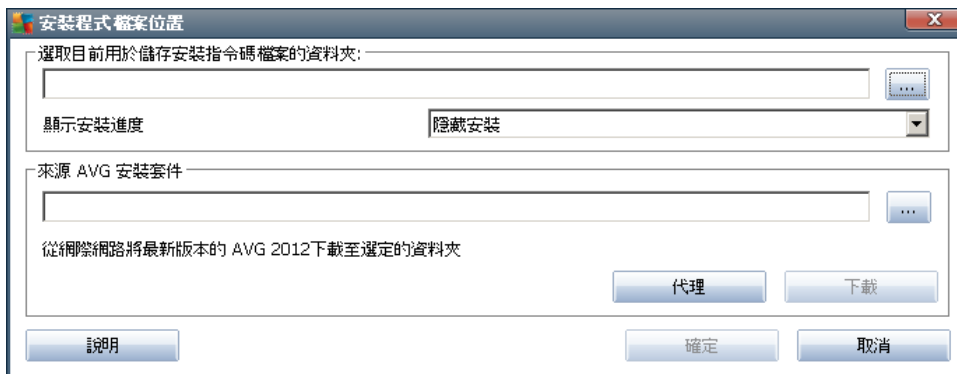 安裝程式檔案位置
選取目前用於儲存安裝指令碼檔案的資料夾:
...
顯示安裝進度
隱藏安裝
來源 AVG 安裝套件
...
從網際網路將最新版本的 AVG 2012下載至選定的資料夾
代理
下載
說明
確定
取消